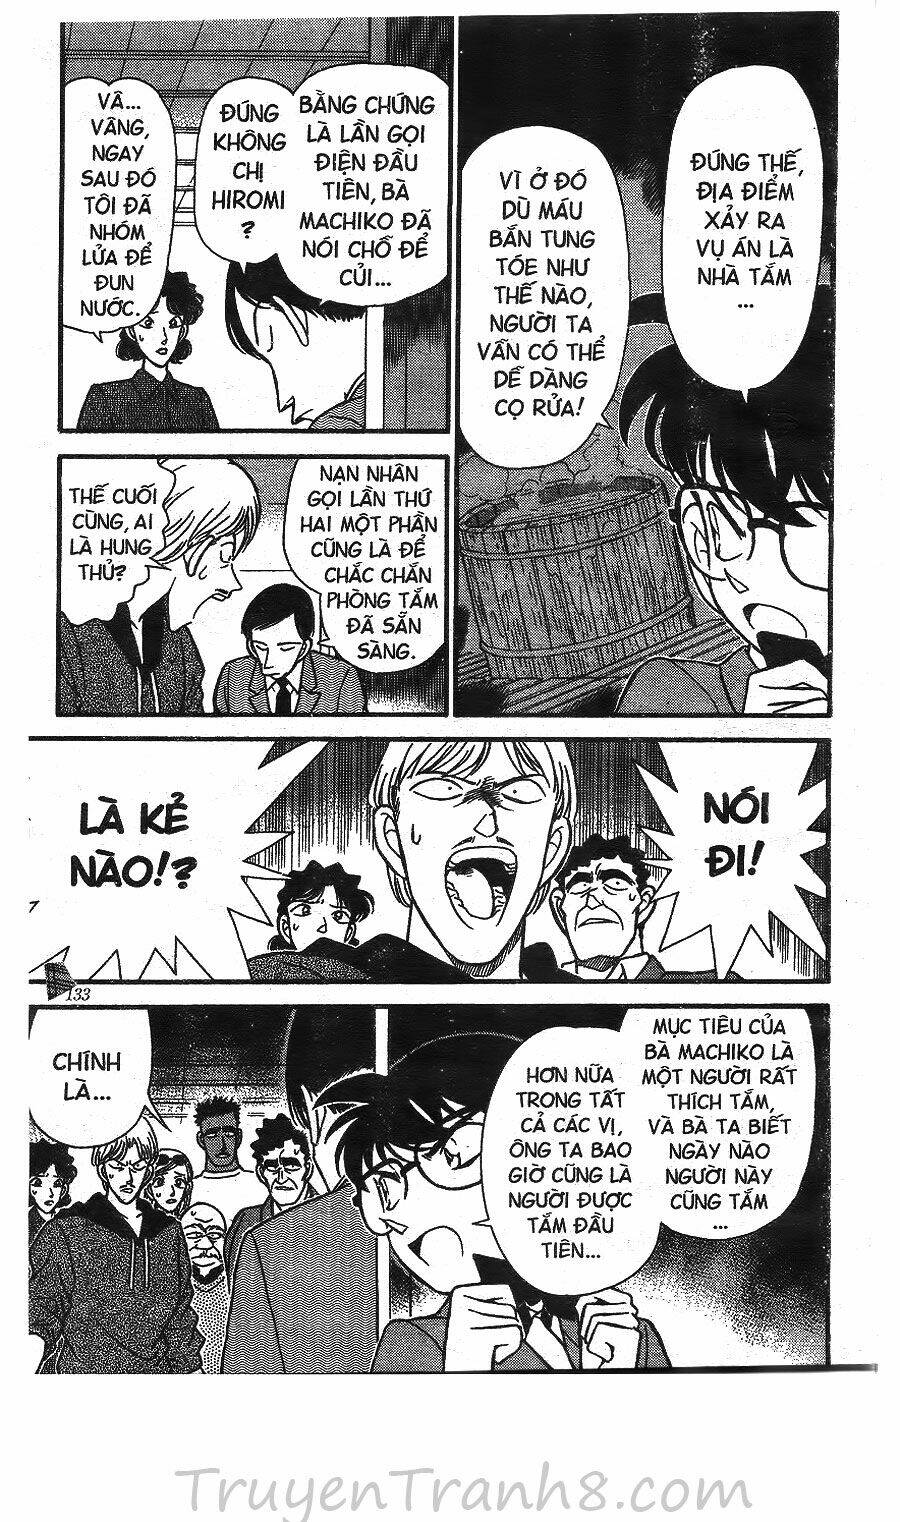 ĐÚNG THẾ,
ĐỊA ĐIỂM
XẢY RA
VỤ ÁN LÀ
NHÀ TẮM
...
VÌ Ở ĐÓ
DÙ MÁU
BẮN TUNG
TÓE NHƯ
THẾ NÀO,
NGƯỜI TA
VẪN CÓ THỂ
DẾ DÀNG
CỌ RỬA!
BẰNG CHỨNG
LÀ LẦN GỌI
ĐIỆN ĐẦU
TIÊN, BÀ
MACHIKO ĐÃ
NÓI CHỖ ĐỂ
CỦI...
ĐÚNG
KHÔNG
CHỊ
HIROMI
?
VÂ...
VÂNG,
NGAY
SAU ĐÓ
TÔI ĐÃ
NHÓM
LỬA ĐỂ
ĐUN
NƯỚC.
NẠN NHÂN
GỌI LẦN THỨ
HAI MỘT PHẦN
CŨNG LÀ ĐỂ
CHẮC CHẮN
PHÒNG TẮM
ĐÃ SẴN
SÀNG.
THẾ CUỐI
CÙNG, AI
LÀ HUNG
THỦ?
NÓI
ĐI!
LÀ KẺ
NÀO!?
133
MỤC TIÊU CỦA
BÀ MACHIKO LÀ
MỘT NGƯỜI RẤT
THÍCH TẮM,
VÀ BÀ TA BIẾT
NGÀY NÀO
NGƯỜI NÀY
CŨNG TẮM
...
HƠN NỮA
TRONG TẤT
CẢ CÁC VỊ,
ÔNG TA BAO
GIỜ CŨNG LÀ
NGƯỜI ĐƯỢC
TẮM ĐẦU
TIÊN...
CHÍNH
LÀ...
TruyenTranh8.com